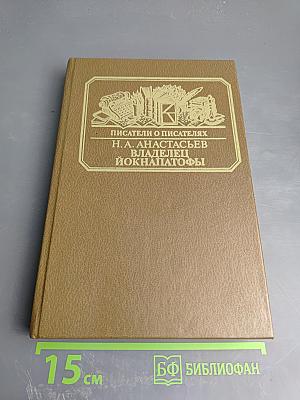 ПИСАТЕЛИ О ПИСАТЕЛЯХ
Н. А. АНАСТАСЬЕВ
ВЛАДЕЛЕЦ
ЙОКНАПАТОФЫ
15 см
БФ БИБЛИОФАН